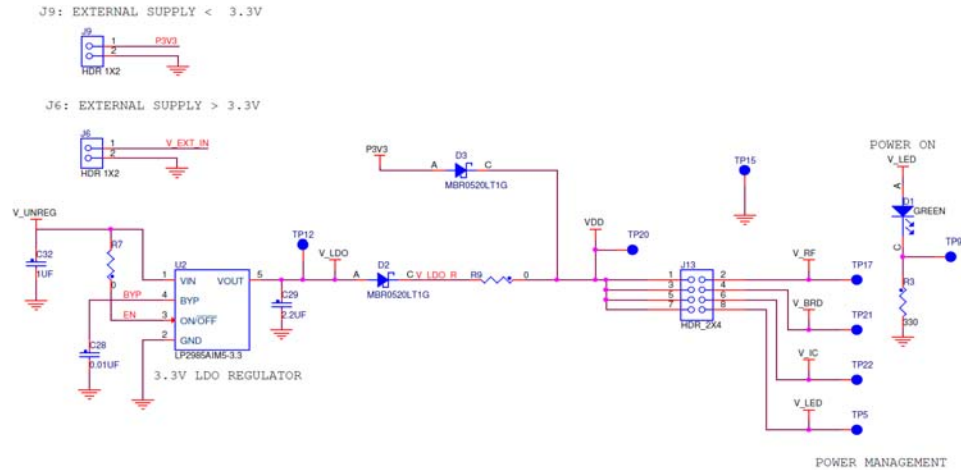 J9: EXTERNAL SUPPLY < 3.3V
J9
1
P3V3
2
HDR 1X2
J6: EXTERNAL SUPPLY > 3.3V
J6
1
V_EXT_IN
2
HDR 1X2
V_UNREG
C32
1UF
R7
0
BYP
EN
C28
0.01UF
U2
1
VIN
VOUT
5
4
BYP
3
ON/OFF
2
GND
LP2985AIM5-3.3
3.3V LDO REGULATOR
TP12
V_LDO
C29
2.2UF
A
D2
C
V_LDO_R
MBR0520LT1G
R9
0
P3V3
A
D3
C
MBR0520LT1G
VDD
TP20
TP15
J13
1
2
3
4
5
6
7
8
HDR_2X4
V_RF
TP17
V_BRD
TP21
V_IC
TP22
V_LED
TP5
POWER ON
V_LED
A
D1
GREEN
C
TP9
R3
330
POWER MANAGEMENT